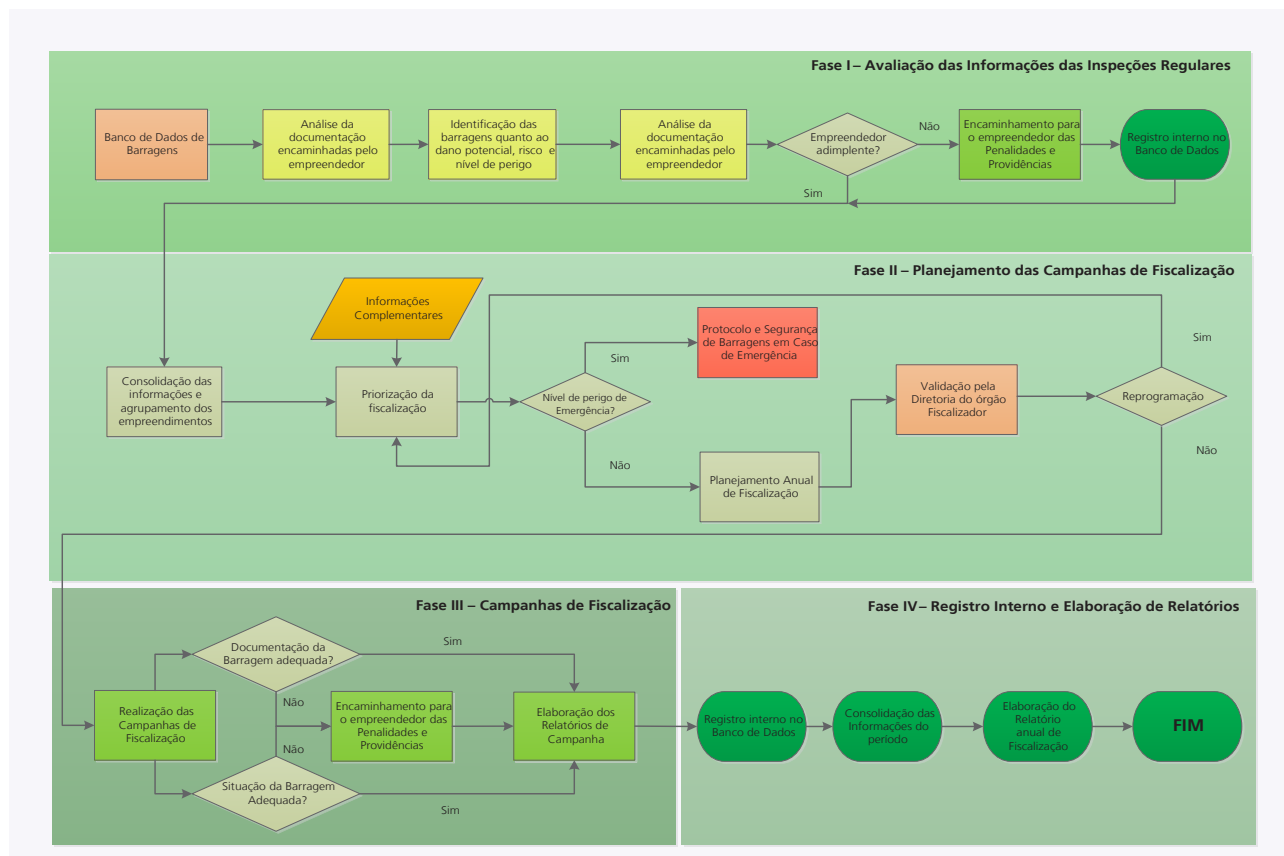 Fase I – Avaliação das Informações das Inspeções Regulares
Banco de Dados de
Barragens
Análise da
documentação
encaminhadas pelo
empreendedor
Identificação das
barragens quanto ao
dano potencial, risco e
nível de perigo
Análise da
documentação
encaminhadas pelo
empreendedor
Empreendedor
adimplente?
Não
Sim
Encaminhamento para
o empreendedor das
Penalidades e
Providências
Registro interno no
Banco de Dados
Fase II – Planejamento das Campanhas de Fiscalização
Informações
Complementares
Consolidação das
informações e
agrupamento dos
empreendimentos
Priorização da
fiscalização
Nível de perigo de
Emergência?
Sim
Não
Protocolo e Segurança
de Barragens em Caso
de Emergência
Planejamento Anual
de Fiscalização
Validação pela
Diretoria do órgão
Fiscalizador
Reprogramação
Sim
Não
Fase III – Campanhas de Fiscalização
Realização das
Campanhas de
Fiscalização
Documentação da
Barragem adequada?
Sim
Não
Encaminhamento para
o empreendedor das
Penalidades e
Providências
Não
Situação da Barragem
Adequada?
Sim
Elaboração dos
Relatórios de
Campanha
Fase IV – Registro Interno e Elaboração de Relatórios
Registro interno no
Banco de Dados
Consolidação das
Informações do
periodo
Elaboração do
Relatório
anual de
Fiscalização
FIM